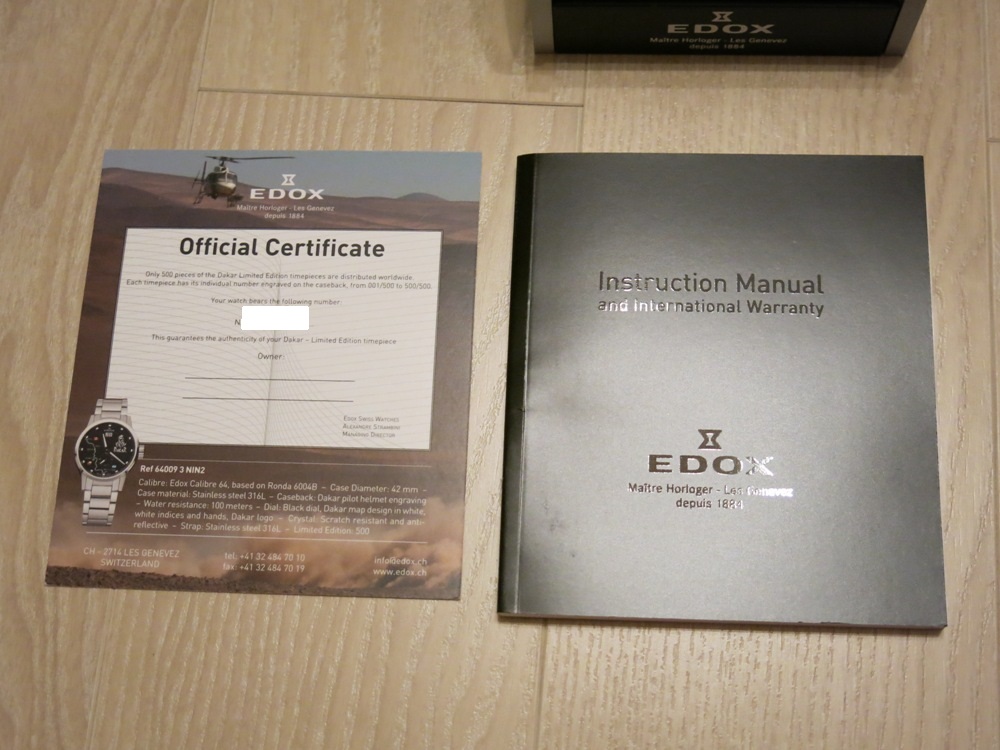 EDOX
Maître Horloger - Les Genevez
depuis 1884
EDOX
Maître Horloger - Les Genevez
depuis 1884
Official Certificate
Only 500 pieces of the Dakar Limited Edition timepieces are distributed worldwide.
Each timepiece has its individual number engraved on the caseback, from 001/500 to 500/500.
Your watch bears the following number:
N
This guarantees the authenticity of your Dakar - Limited Edition timepiece
Owner:
Edox Swiss Watches
Alexandre Strambini
Managing Director
Ref 64009 3 NIN2
Calibre: Edox Calibre 64, based on Ronda 6004B - Case Diameter: 42 mm -
Case material: Stainless steel 316L - Caseback: Dakar pilot helmet engraving
- Water resistance: 100 meters - Dial: Black dial, Dakar map design in white,
white indices and hands, Dakar logo - Crystal: Scratch resistant and anti-
reflective - Strap: Stainless steel 316L - Limited Edition: 500
CH - 2714 LES GENEVEZ
SWITZERLAND
tel. +41 32 484 70 10
fax +41 32 484 70 19
info@edox.ch
www.edox.ch
Instruction Manual
and International Warranty
EDOX
Maître Horloger - Les Genevez
depuis 1884